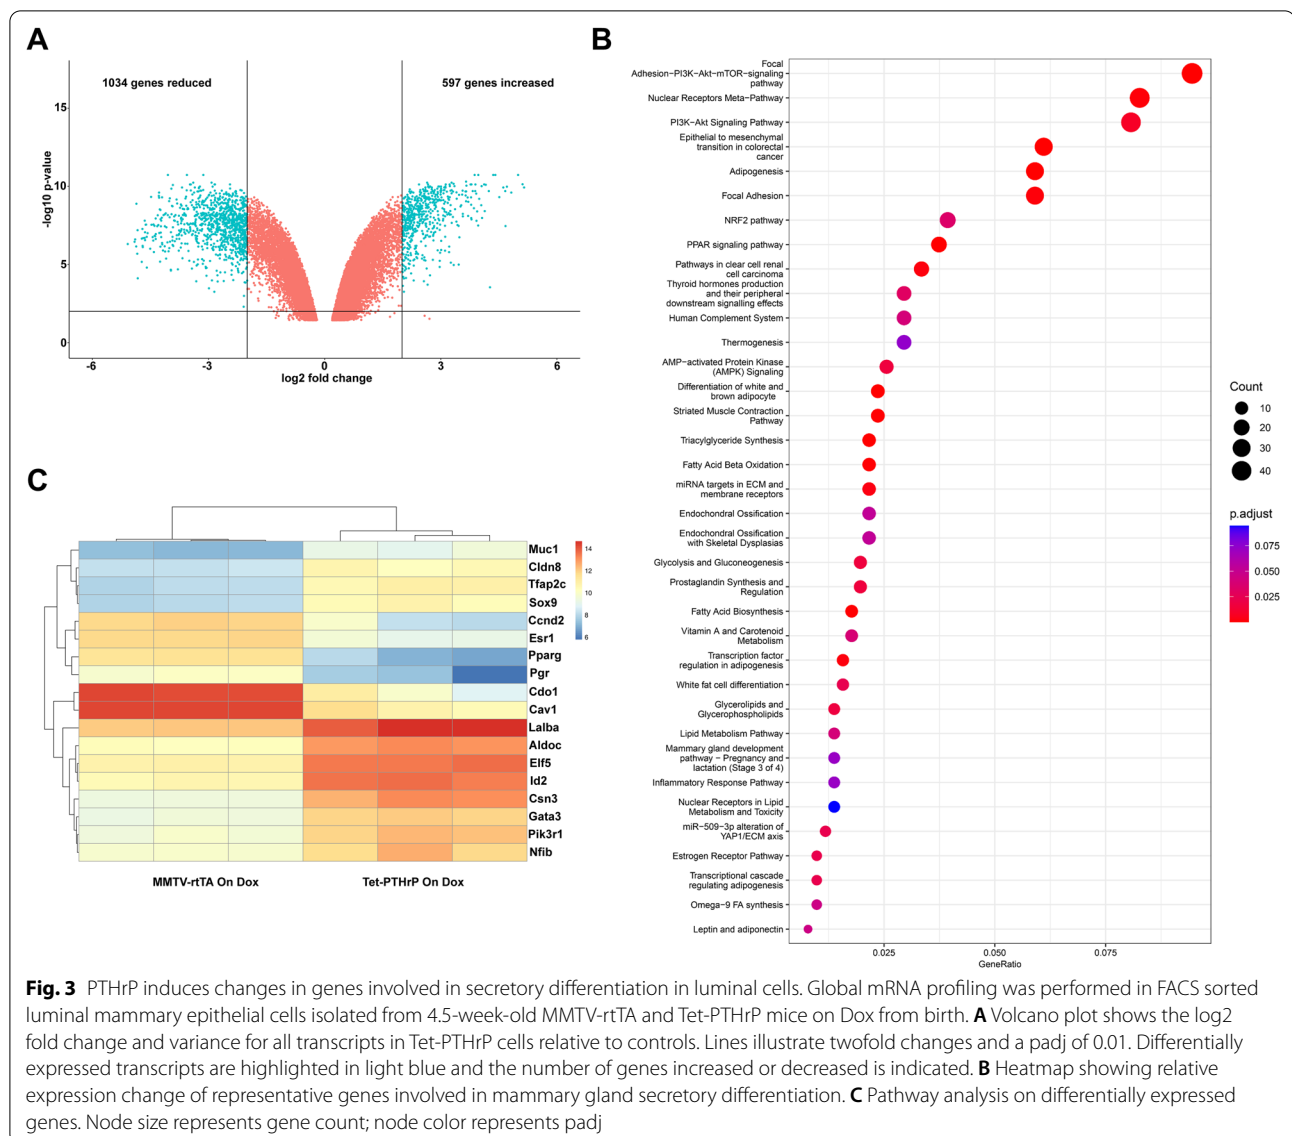 A
1034 genes reduced
597 genes increased
-log10 p-value
15
10
5
0
-6
-3
0
3
6
log2 fold change
B
Focal
Adhesion−PI3K−Akt−mTOR−signaling
pathway
Nuclear Receptors Meta−Pathway
PI3K−Akt Signaling Pathway
Epithelial to mesenchymal
transition in colorectal
cancer
Adipogenesis
Focal Adhesion
NRF2 pathway
PPAR signaling pathway
Pathways in clear cell renal
cell carcinoma
Thyroid hormones production
and their peripheral
downstream signalling effects
Human Complement System
Thermogenesis
AMP−activated Protein Kinase
(AMPK) Signaling
Differentiation of white and
brown adipocyte
Striated Muscle Contraction
Pathway
Triacylglyceride Synthesis
Fatty Acid Beta Oxidation
miRNA targets in ECM and
membrane receptors
Endochondral Ossification
Endochondral Ossification
with Skeletal Dysplasias
Glycolysis and Gluconeogenesis
Prostaglandin Synthesis and
Regulation
Fatty Acid Biosynthesis
Vitamin A and Carotenoid
Metabolism
Transcription factor
regulation in adipogenesis
White fat cell differentiation
Glycerolipids and
Glycerophospholipids
Lipid Metabolism Pathway
Mammary gland development
pathway − Pregnancy and
lactation (Stage 3 of 4)
Inflammatory Response Pathway
Nuclear Receptors in Lipid
Metabolism and Toxicity
miR−509−3p alteration of
YAP1/ECM axis
Estrogen Receptor Pathway
Transcriptional cascade
regulating adipogenesis
Omega−9 FA synthesis
Leptin and adiponectin
0.025
0.050
0.075
GeneRatio
Count
10
20
30
40
p.adjust
0.075
0.050
0.025
C
Muc1
Cldn8
Tfap2c
Sox9
Ccnd2
Esr1
Pparg
Pgr
Cdo1
Cav1
Lalba
Aldoc
Elf5
Id2
Csn3
Gata3
Pik3r1
Nfib
14
12
10
8
6
MMTV-rtTA On Dox
Tet-PTHrP On Dox
Fig. 3 PTHrP induces changes in genes involved in secretory differentiation in luminal cells. Global mRNA profiling was performed in FACS sorted
luminal mammary epithelial cells isolated from 4.5-week-old MMTV-rtTA and Tet-PTHrP mice on Dox from birth. A Volcano plot shows the log2
fold change and variance for all transcripts in Tet-PTHrP cells relative to controls. Lines illustrate twofold changes and a padj of 0.01. Differentially
expressed transcripts are highlighted in light blue and the number of genes increased or decreased is indicated. B Heatmap showing relative
expression change of representative genes involved in mammary gland secretory differentiation. C Pathway analysis on differentially expressed
genes. Node size represents gene count; node color represents padj